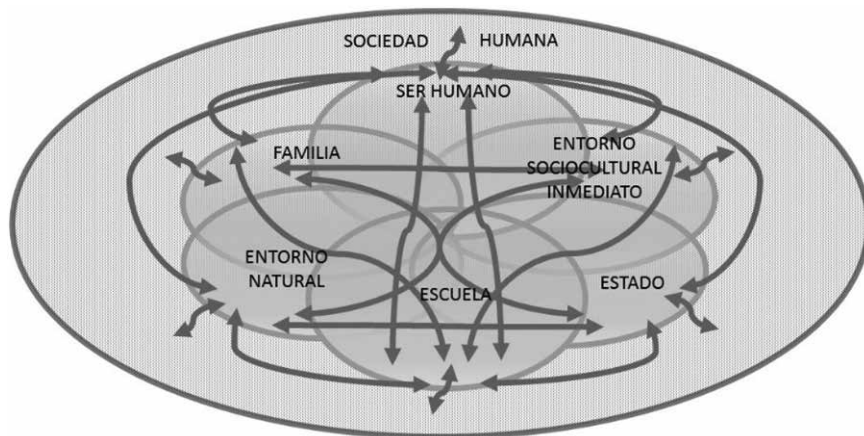 SOCIEDAD HUMANA
SER HUMANO
FAMILIA
ENTORNO
SOCIOCULTURAL
INMEDIATO
ENTORNO
NATURAL
ESCUELA
ESTADO